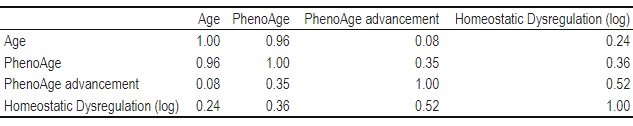 Age PhenoAge PhenoAge advancement Homeostatic Dysregulation (log)
Age 1.00 0.96 0.08 0.24
PhenoAge 0.96 1.00 0.35 0.36
PhenoAge advancement 0.08 0.35 1.00 0.52
Homeostatic Dysregulation (log) 0.24 0.36 0.52 1.00